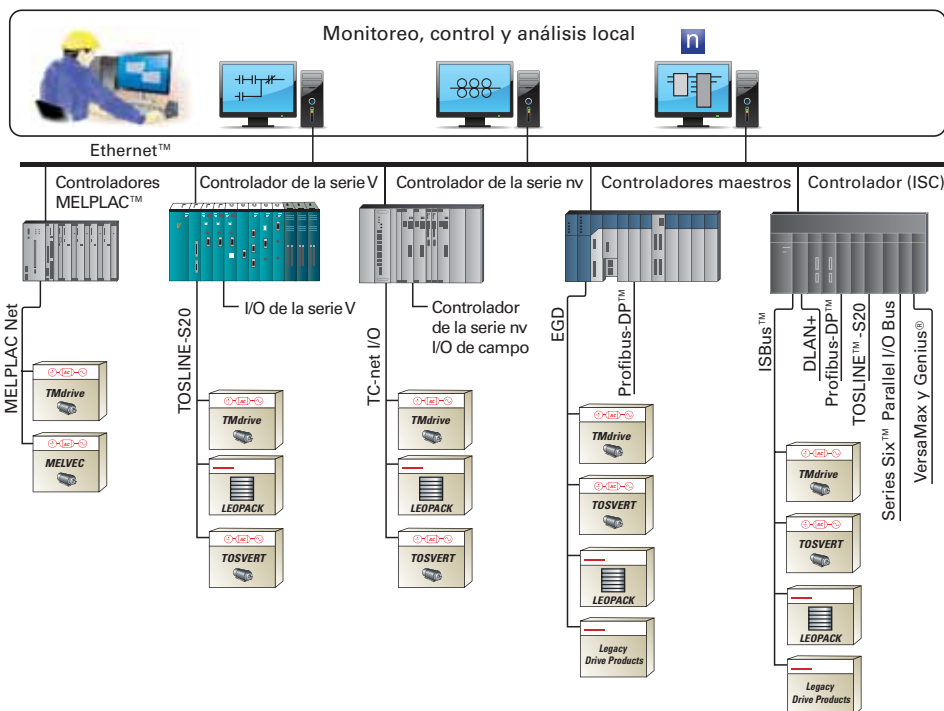 Monitoreo, control y análisis local
n
Ethernet™
Controladores
MELPLAC™
Controlador de la serie V
Controlador de la serie nv
Controladores maestros
Controlador (ISC)
MELPLAC Net
TMdrive
MELVEC
TOSLINE-S20
I/O de la serie V
TMdrive
LEOPACK
TOSVERT
TC-net I/O
Controlador
de la serie nv
I/O de campo
TMdrive
LEOPACK
TOSVERT
EGD
Profibus-DP™
TMdrive
TOSVERT
LEOPACK
Legacy
Drive Products
ISBus™
DLAN+
Profibus-DP™
TOSLINE™-S20
Series Six™ Parallel I/O Bus
VersaMax y Genius®
TMdrive
TOSVERT
LEOPACK
Legacy
Drive Products